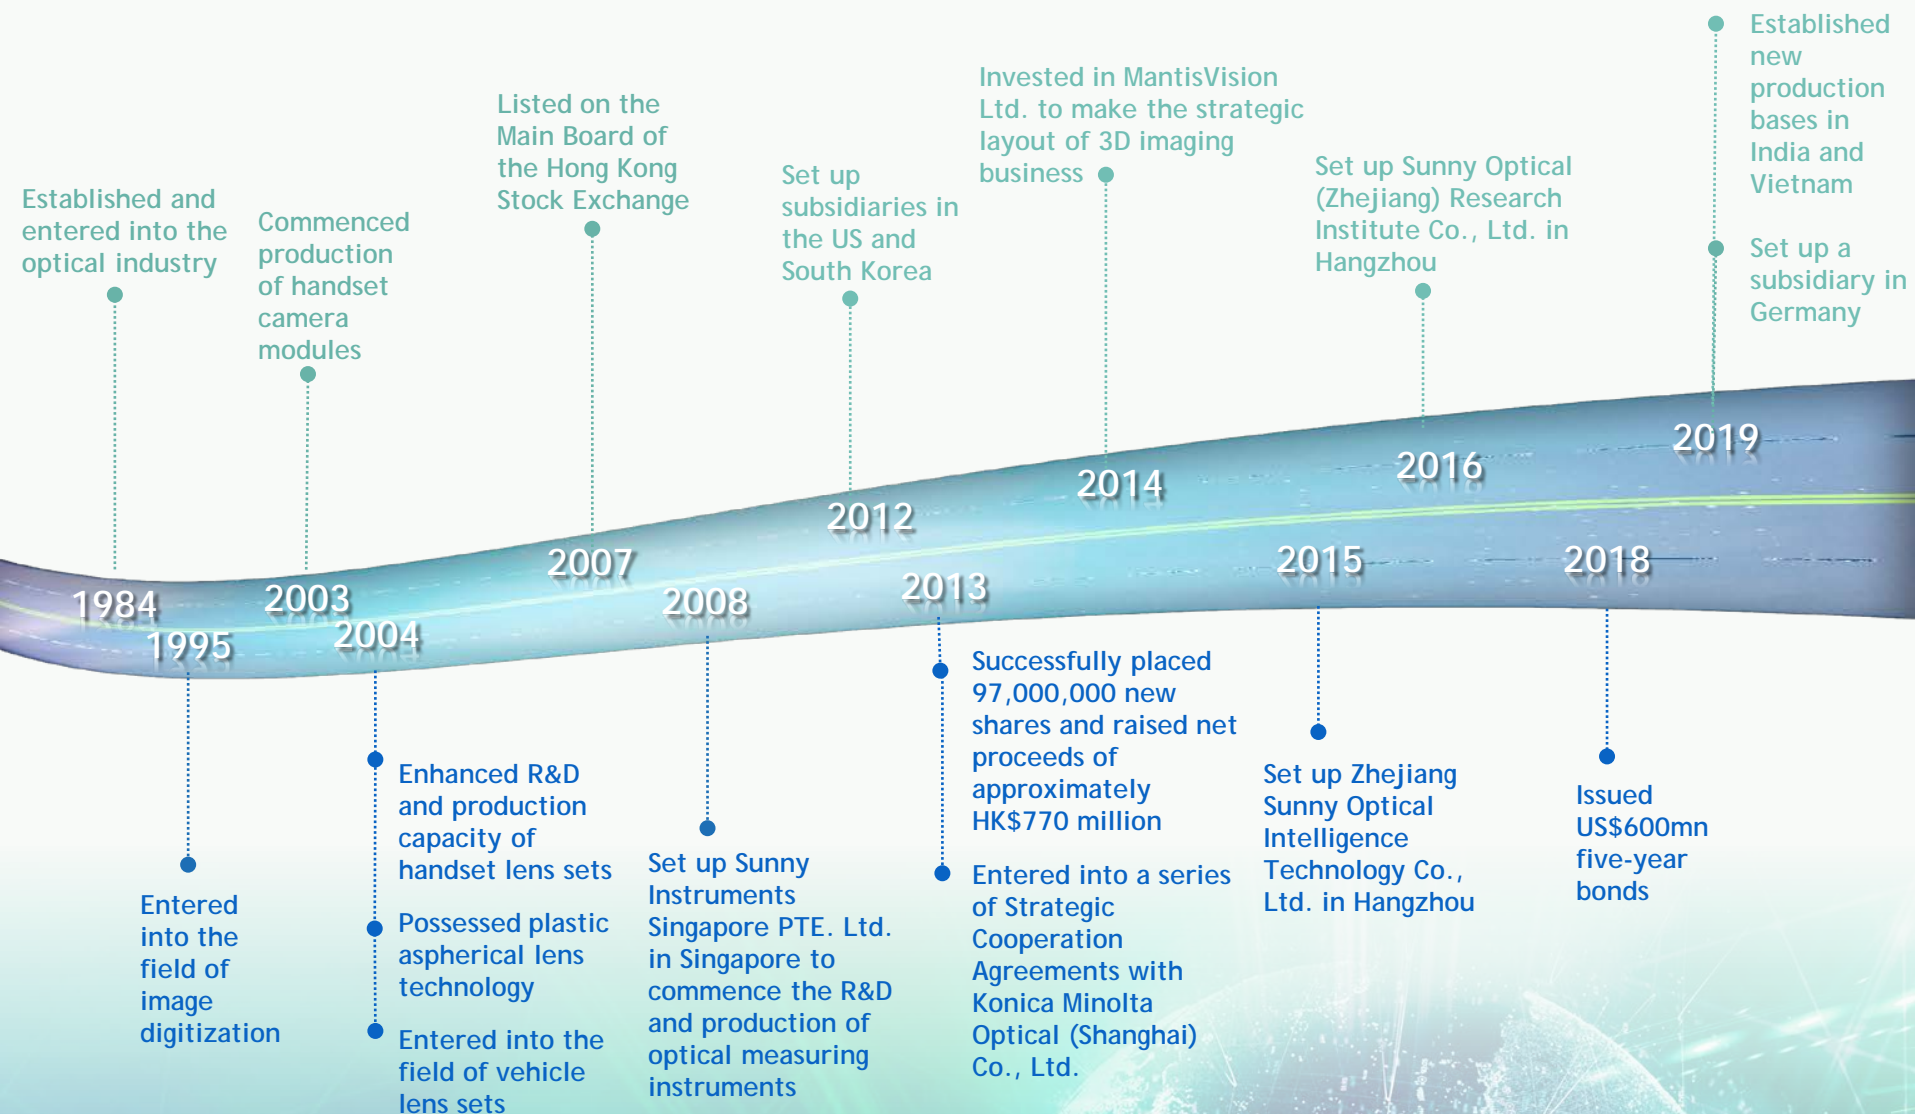 Established and
entered into the
optical industry
Commenced
production
of handset
camera
modules
Listed on the
Main Board of
the Hong Kong
Stock Exchange
Set up
subsidiaries in
the US and
South Korea
Invested in MantisVision
Ltd. to make the strategic
layout of 3D imaging
business
Set up Sunny Optical
(Zhejiang) Research
Institute Co., Ltd. in
Hangzhou
Established
new
production
bases in
India and
Vietnam
Set up a
subsidiary in
Germany
1984
2003
2007
2012
2014
2016
2019
1995
2004
2008
2013
2015
2018
Entered
into the
field of
image
digitization
Enhanced R&D
and production
capacity of
handset lens sets
Possessed plastic
aspherical lens
technology
Entered into the
field of vehicle
lens sets
Set up Sunny
Instruments
Singapore PTE. Ltd.
in Singapore to
commence the R&D
and production of
optical measuring
instruments
Successfully placed
97,000,000 new
shares and raised net
proceeds of
approximately
HK$770 million
Entered into a series
of Strategic
Cooperation
Agreements with
Konica Minolta
Optical (Shanghai)
Co., Ltd.
Set up Zhejiang
Sunny Optical
Intelligence
Technology Co.,
Ltd. in Hangzhou
Issued
US$600mn
five-year
bonds